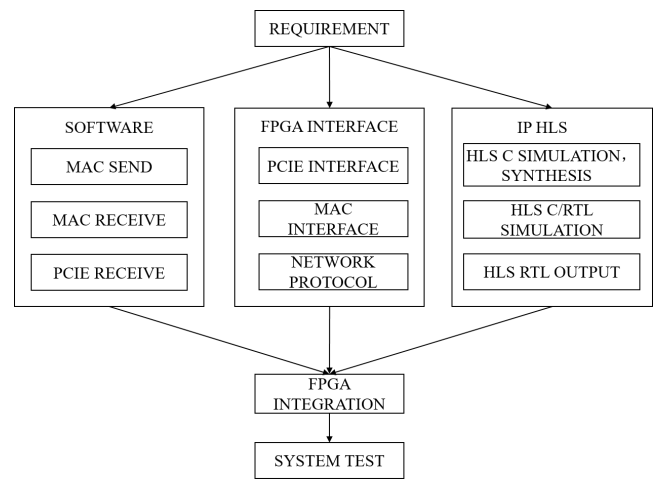 REQUIREMENT
SOFTWARE
MAC SEND
MAC RECEIVE
PCIE RECEIVE
FPGA INTERFACE
PCIE INTERFACE
MAC
INTERFACE
NETWORK
PROTOCOL
IP HLS
HLS C SIMULATION，
SYNTHESIS
HLS C/RTL
SIMULATION
HLS RTL OUTPUT
FPGA
INTEGRATION
SYSTEM TEST